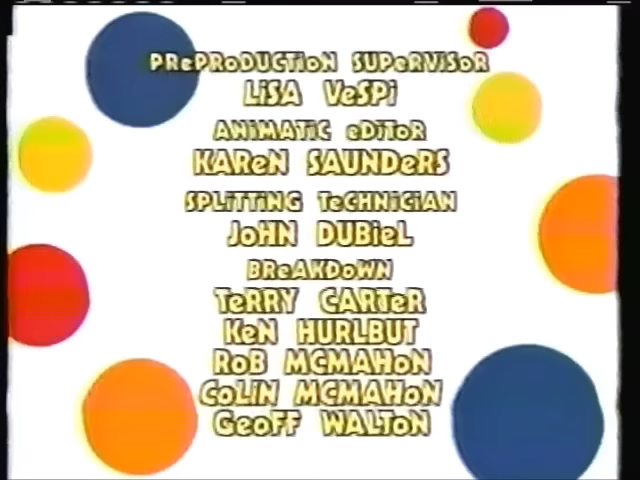 PRePRoDUCTioN SUPeRViSoR
LiSA VeSPi
ANiMATiC eDiToR
KAReN SAUNDeRS
SPLiTTiNG TeCHNiCiAN
JoHN DUBieL
BReAKDoWN
TeRRY CARTeR
KeN HURLBUT
RoB MCMAHoN
CoLiN MCMAHoN
GeoFF WALToN